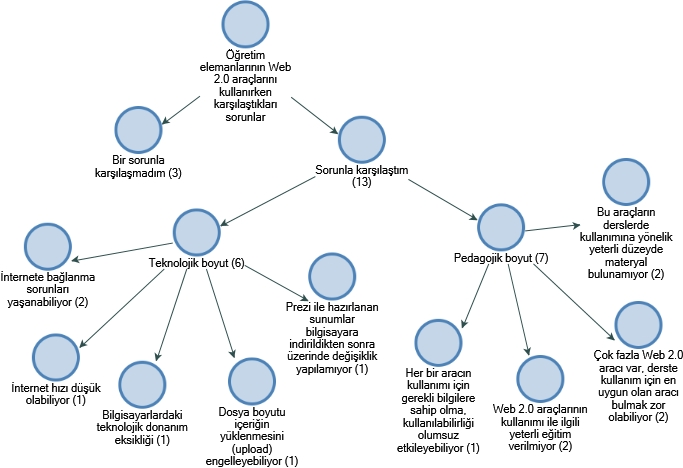 Öğretim
elemanlarının Web
2.0 araçlarını
kullanırken
karşılaştıkları
sorunlar
Bir sorunla
karşılaşmadım (3)
Sorunla karşılaştım
(13)
Teknolojik boyut (6)
Pedagojik boyut (7)
Bu araçların
derslerde
kullanımına yönelik
yeterli düzeyde
materyal
bulunamıyor (2)
İnternete bağlanma
sorunları
yaşanabiliyor (2)
Prezi ile hazırlanan
sunumlar
bilgisayara
indirildikten sonra
üzerinde değişiklik
yapılamıyor (1)
İnternet hızı düşük
olabiliyor (1)
Bilgisayarlardaki
teknolojik donanım
eksikliği (1)
Dosya boyutu
içeriğin
yüklenmesini
(upload)
engelleyebiliyor (1)
Her bir aracın
kullanımı için
gerekli bilgilere
sahip olma,
kullanılabilirliği
olumsuz
etkileyebiliyor (1)
Web 2.0 araçlarının
kullanımı ile ilgili
yeterli eğitim
verilmiyor (2)
Çok fazla Web 2.0
aracı var, derste
kullanım için en
uygun olan aracı
bulmak zor
olabiliyor (2)